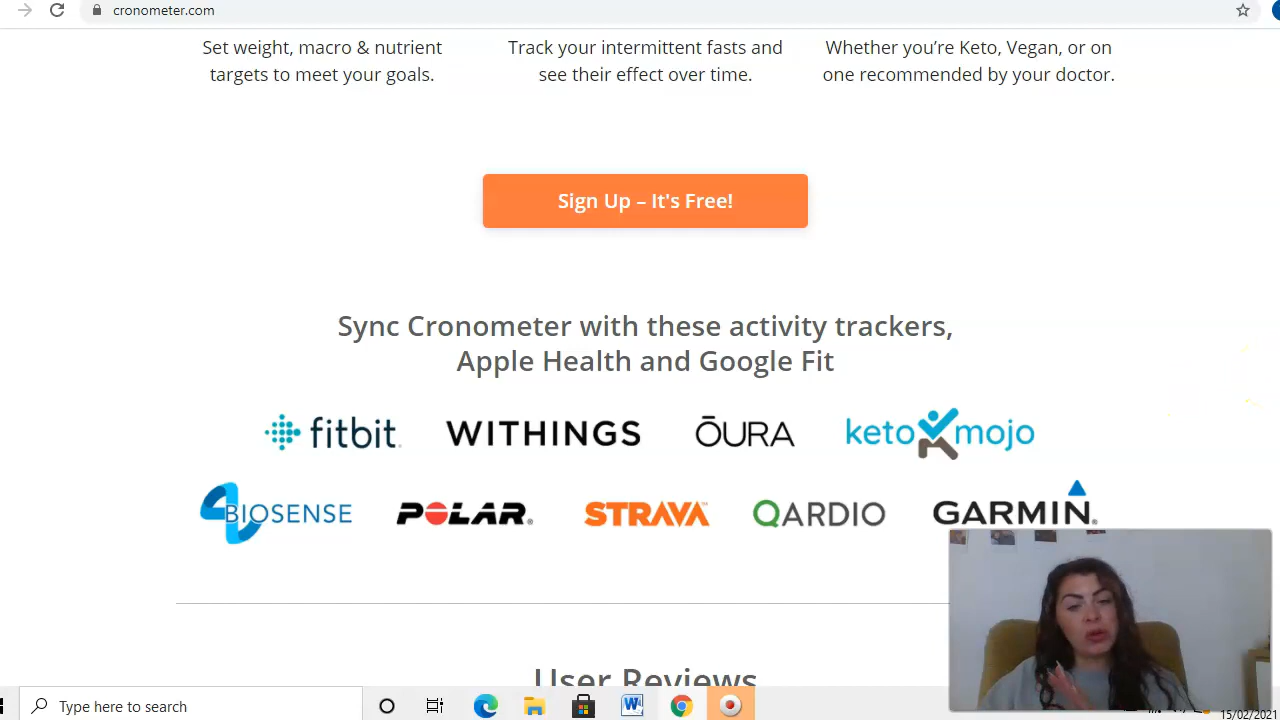 cronometer.com
Set weight, macro & nutrient
targets to meet your goals.
Track your intermittent fasts and
see their effect over time.
Whether you’re Keto, Vegan, or on
one recommended by your doctor.
Sign Up – It's Free!
Sync Cronometer with these activity trackers,
Apple Health and Google Fit
fitbit
WITHINGS
ŌURA
keto mojo
BIOSENSE
POLAR
STRAVA
QARDIO
GARMIN
User Reviews
Type here to search
15/02/2021